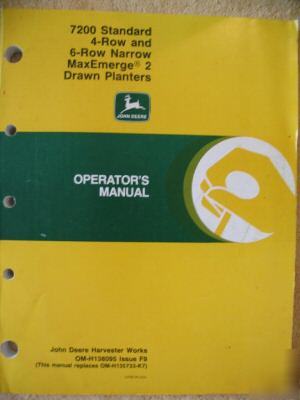 7200 Standard
4-Row and
6-Row Narrow
MaxEmerge® 2
Drawn Planters
JOHN DEERE
OPERATOR'S
MANUAL
John Deere Harvester Works
OM-H138095 Issue F9
(This manual replaces OM-H135733-K7)